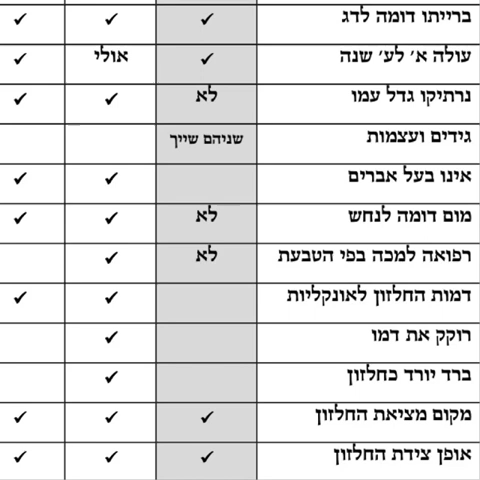 ברייתו דומה לדג ✓ ✓ ✓
עולה א׳ לע׳ שנה ✓ אולי ✓
נרתיקו גדל עמו לא ✓ ✓
גידים ועצמות שניהם שייך
אינו בעל אברים ✓ ✓
מום דומה לנחש לא ✓ ✓
רפואה למכה בפי הטבעת לא ✓
דמות החלזון לאונקליות ✓ ✓
רוקק את דמו ✓
ברד יורד כחלזון ✓
מקום מציאת החלזון ✓ ✓ ✓
אופן צידת החלזון ✓ ✓ ✓